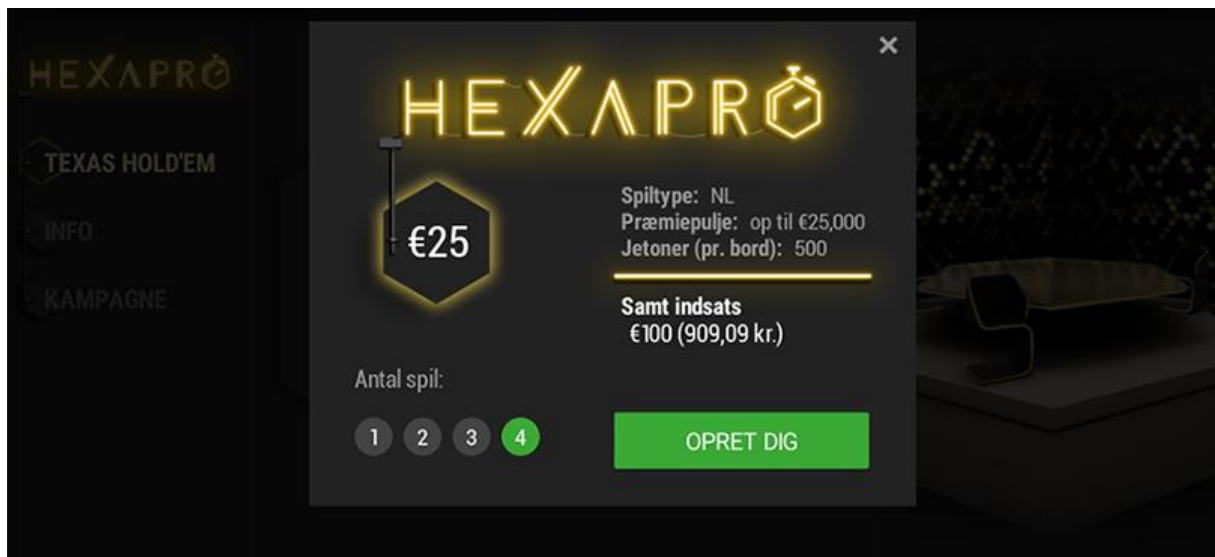 HEXAPRO
TEXAS HOLD'EM
INFO
KAMPAGNE
×
HEXAPRO
€25
Spiltype: NL
Præmiepulje: op til €25,000
Jetoner (pr. bord): 500
Samt indsats
€100 (909,09 kr.)
Antal spil:
1 2 3 4
OPRET DIG